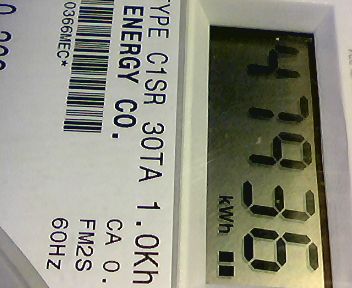 47936
kWh
TYPE C1SR 30TA 1.0Kh
ENERGY CO.
CA 0.
FM2S
0366MEC*
60HZ